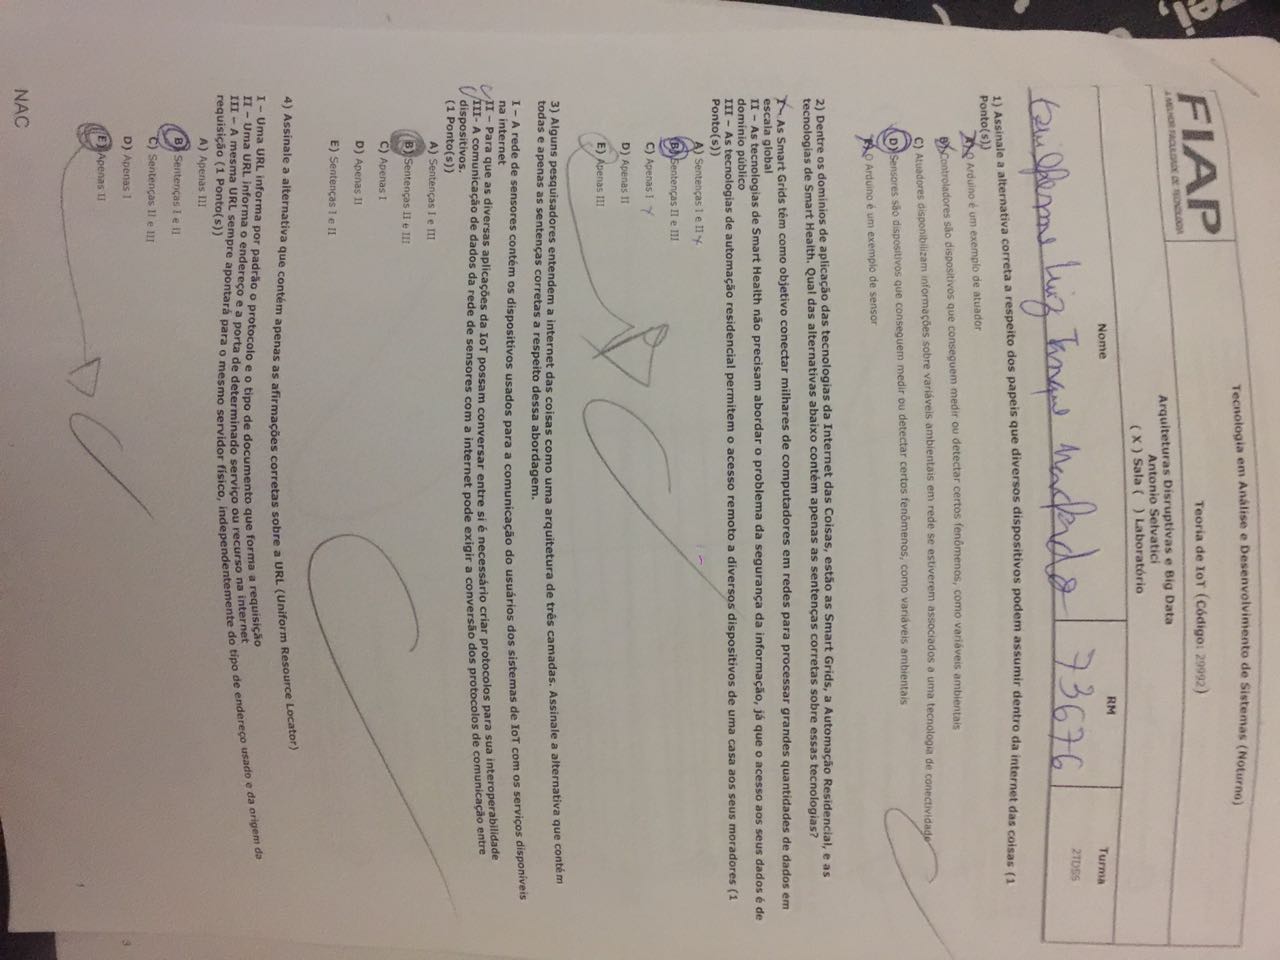 Tecnologia em Análise e Desenvolvimento de Sistemas (Noturno)
FIAP
A MELHOR FACULDADE DE TECNOLOGIA
Teoria de IoT (Código: 29992)
Arquiteturas Disruptivas e Big Data
Antonio Selvatici
( X ) Sala ( ) Laboratório
Nome
RM
Turma
Guilherme Luiz Machado
73676
2TDSS
1) Assinale a alternativa correta a respeito dos papeis que diversos dispositivos podem assumir dentro da internet das coisas (1
Ponto(s))
A) O Arduino é um exemplo de atuador
B) Controladores são dispositivos que conseguem medir ou detectar certos fenômenos, como variáveis ambientais
C) Atuadores disponibilizam informações sobre variáveis ambientais em rede se estiverem associados a uma tecnologia de conectividade
D) Sensores são dispositivos que conseguem medir ou detectar certos fenômenos, como variáveis ambientais
E) O Arduino é um exemplo de sensor
2) Dentre os dominios de aplicação das tecnologias da Internet das Coisas, estão as Smart Grids, a Automação Residencial, e as
tecnologias de Smart Health. Qual das alternativas abaixo contém apenas as sentenças corretas sobre essas tecnologias?
I – As Smart Grids têm como objetivo conectar milhares de computadores em redes para processar grandes quantidades de dados em
escala global
II – As tecnologias de Smart Health não precisam abordar o problema da segurança da informação, já que o acesso aos seus dados é de
domínio público
III – As tecnologias de automação residencial permitem o acesso remoto a diversos dispositivos de uma casa aos seus moradores (1
Ponto(s))
A) Sentenças I e II
B) Sentenças II e III
C) Apenas I
D) Apenas II
E) Apenas III
3) Alguns pesquisadores entendem a internet das coisas como uma arquitetura de três camadas. Assinale a alternativa que contém
todas e apenas as sentenças corretas a respeito dessa abordagem.
I – A rede de sensores contém os dispositivos usados para a comunicação do usuários dos sistemas de IoT com os serviços disponíveis
na internet
II – Para que as diversas aplicações da IoT possam conversar entre si é necessário criar protocolos para sua interoperabilidade
III- A comunicação de dados da rede de sensores com a internet pode exigir a conversão dos protocolos de comunicação entre
dispositivos.
(1 Ponto(s))
A) Sentenças I e III
B) Sentenças II e III
C) Apenas I
D) Apenas II
E) Sentenças I e II
4) Assinale a alternativa que contém apenas as afirmações corretas sobre a URL (Uniform Resource Locator)
I – Uma URL informa por padrão o protocolo e o tipo de documento que forma a requisição
II – Uma URL informa o endereço e a porta de determinado serviço ou recurso na internet
III – A mesma URL sempre apontará para o mesmo servidor físico, independentemente do tipo de endereço usado e da origem da
requisição (1 Ponto(s))
A) Apenas III
B) Sentenças I e II
C) Sentenças II e III
D) Apenas I
E) Apenas II
3
1
NAC